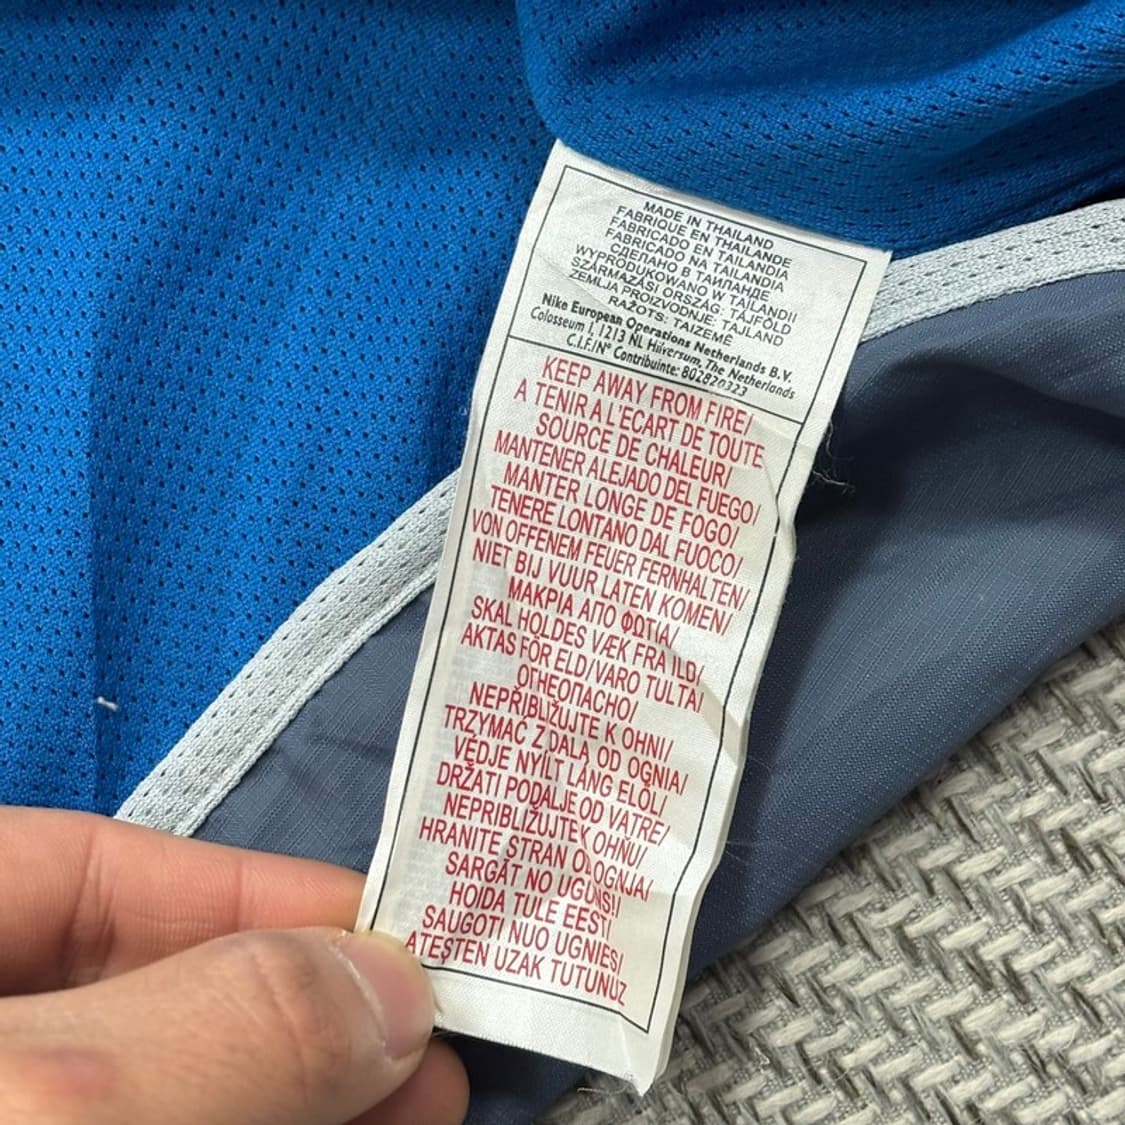 MADE IN THAILAND
FABRIQUE EN THAILANDE
FABRICADO EN TAILANDIA
FABRICADO NA TAILANDIA
СДЕЛАНО В ТАИЛАНДЕ
WYPRODUKOWANO W TAJLANDII
SZÁRMAZÁSI ORSZÁG: TÁJFÖLD
ZEMLJA PROIZVODNJE: TAJLAND
RAŽOTS: TAIZEMĒ
Nike European Operations Netherlands B.V.
Colosseum 1, 1213 NL Hilversum, The Netherlands
C.I.F./N° Contribuinte: 802820323
KEEP AWAY FROM FIRE/
A TENIR A L'ECART DE TOUTE
SOURCE DE CHALEUR/
MANTENER ALEJADO DEL FUEGO/
MANTER LONGE DE FOGO/
TENERE LONTANO DAL FUOCO/
VON OFFENEM FEUER FERNHALTEN/
NIET BIJ VUUR LATEN KOMEN/
ΜΑΚΡΙΑ ΑΠΟ ΦΩΤΙΑ/
SKAL HOLDES VÆK FRA ILD/
AKTAS FÖR ELD/VARO TULTA/
ОГНЕОПАСНО/
NEPŘIBLIŽUJTE K OHNI/
TRZYMAĆ Z DALA OD OGNIA/
VÉDJE NYÍLT LÁNG ELŐL/
DRŽATI PODALJE OD VATRE/
NEPRIBLIŽUJTE K OHŇU/
HRANITE STRAN OD OGNJA/
SARGĀT NO UGUNS!/
HOIDA TULE EEST/
SAUGOTI NUO UGNIES/
ATEŞTEN UZAK TUTUNUZ